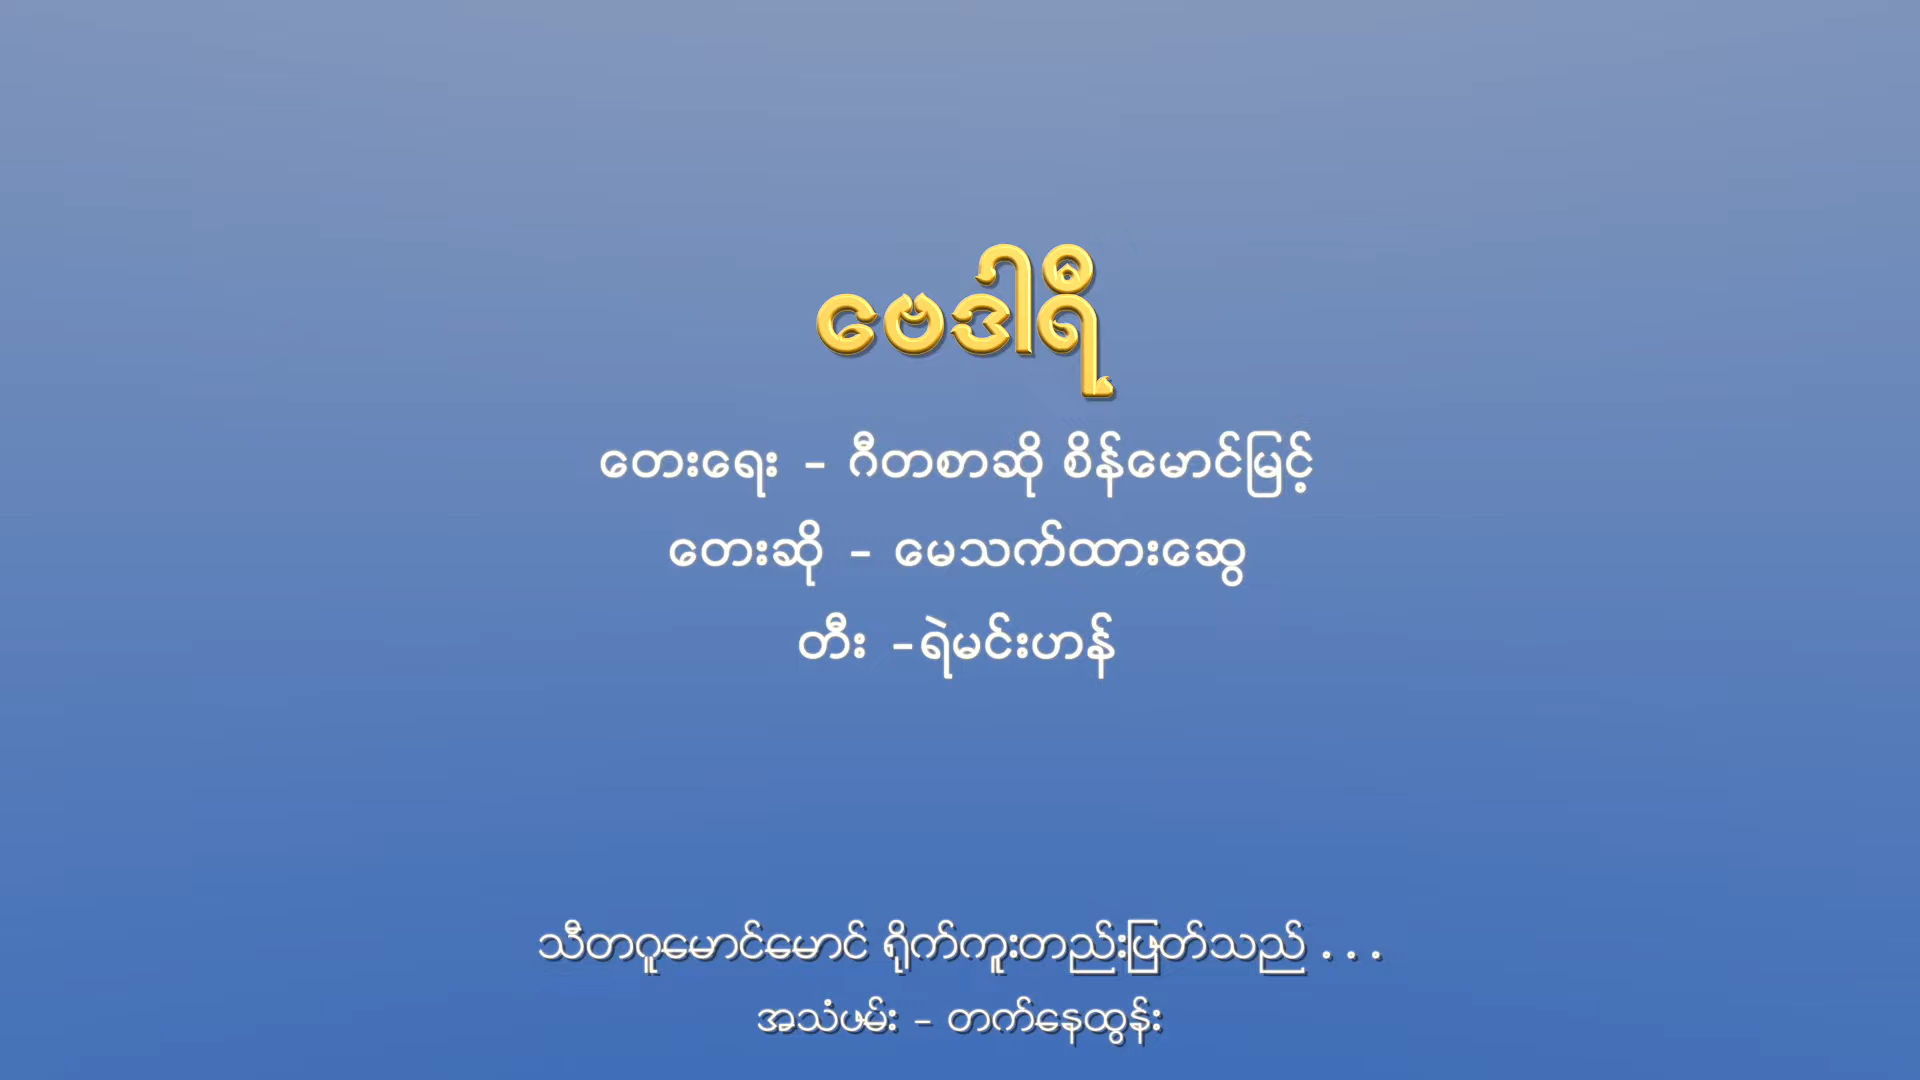 ဗေဒါရီ
တေးရေး - ဂီတစာဆို စိန်မောင်မြင့်
တေးဆို - မေသက်ထားဆွေ
တီး -ရဲမင်းဟန်
သီတဂူမောင်မောင် ရိုက်ကူးတည်းဖြတ်သည် . . .
အသံဖမ်း - တက်နေထွန်း